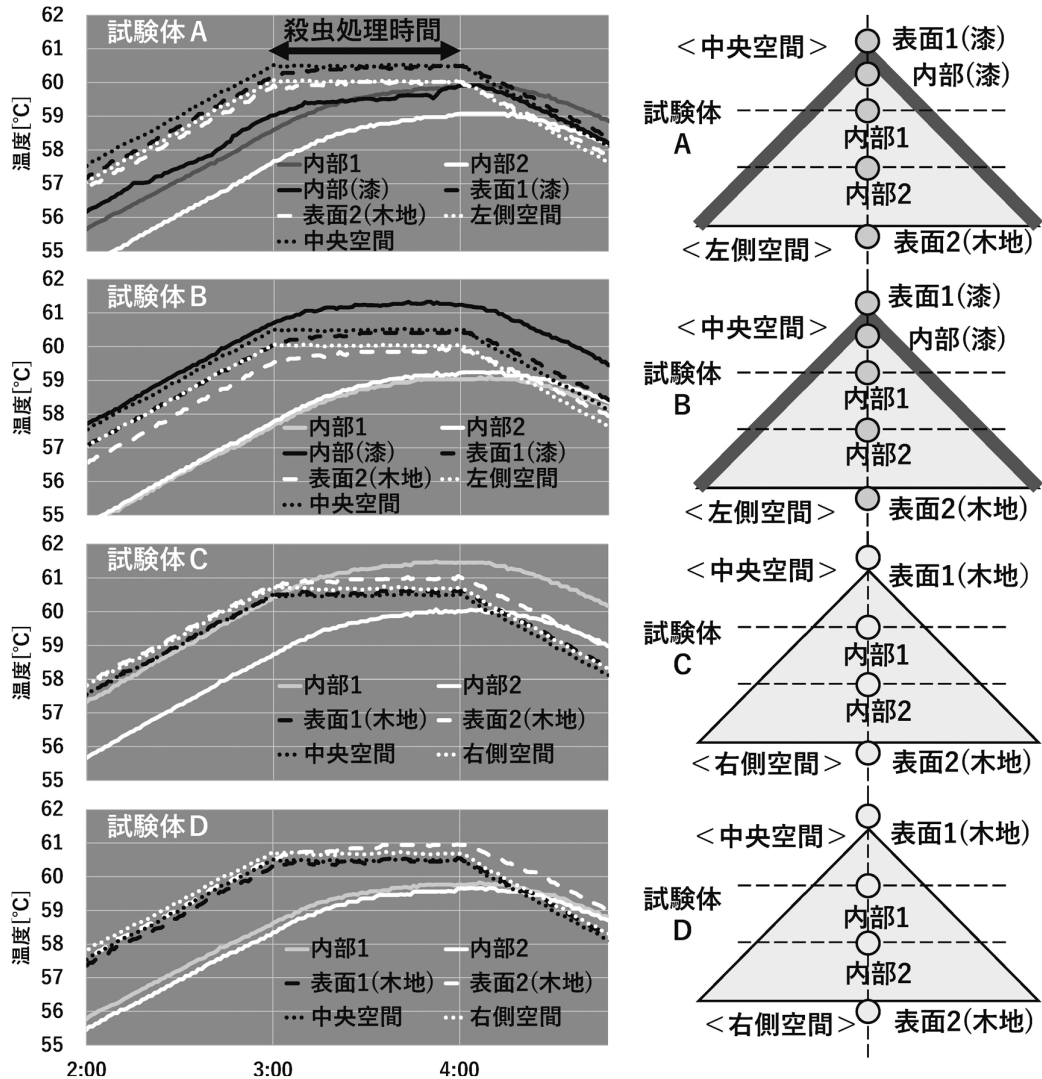 62
61
60
59
58
57
56
55
温度[℃]
試験体A
殺虫処理時間
内部1
内部2
内部(漆)
表面1(漆)
表面2(木地)
左側空間
中央空間
＜中央空間＞
表面1(漆)
内部(漆)
試験体
A
内部1
内部2
＜左側空間＞
表面2(木地)
62
61
60
59
58
57
56
55
温度[℃]
試験体B
内部1
内部2
内部(漆)
表面1(漆)
表面2(木地)
左側空間
中央空間
＜中央空間＞
表面1(漆)
内部(漆)
試験体
B
内部1
内部2
＜左側空間＞
表面2(木地)
62
61
60
59
58
57
56
55
温度[℃]
試験体C
内部1
内部2
表面1(木地)
表面2(木地)
中央空間
右側空間
＜中央空間＞
表面1(木地)
試験体
C
内部1
内部2
＜右側空間＞
表面2(木地)
62
61
60
59
58
57
56
55
温度[℃]
試験体D
内部1
内部2
表面1(木地)
表面2(木地)
中央空間
右側空間
2:00
3:00
4:00
＜中央空間＞
表面1(木地)
試験体
D
内部1
内部2
＜右側空間＞
表面2(木地)